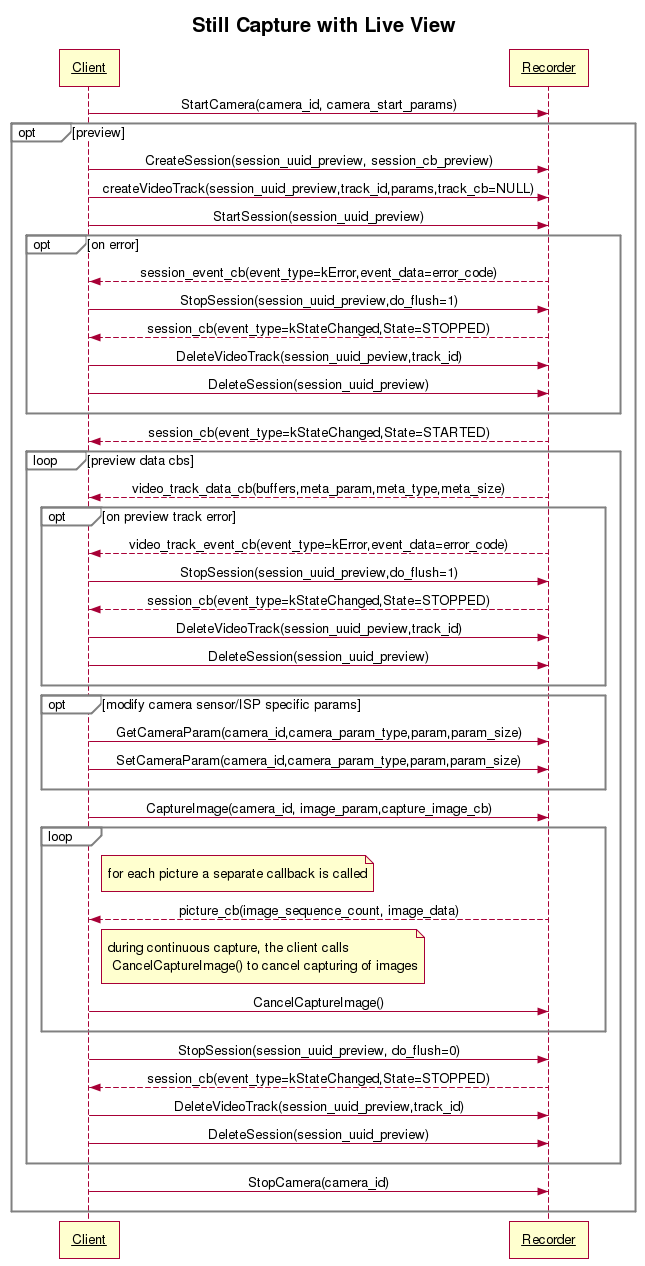 Still Capture with Live View
Client
Recorder
StartCamera(camera_id, camera_start_params)
opt
[preview]
CreateSession(session_uuid_preview, session_cb_preview)
createVideoTrack(session_uuid_preview,track_id,params,track_cb=NULL)
StartSession(session_uuid_preview)
opt
[on error]
session_event_cb(event_type=kError,event_data=error_code)
StopSession(session_uuid_preview,do_flush=1)
session_cb(event_type=kStateChanged,State=STOPPED)
DeleteVideoTrack(session_uuid_peview,track_id)
DeleteSession(session_uuid_preview)
session_cb(event_type=kStateChanged,State=STARTED)
loop
[preview data cbs]
video_track_data_cb(buffers,meta_param,meta_type,meta_size)
opt
[on preview track error]
video_track_event_cb(event_type=kError,event_data=error_code)
StopSession(session_uuid_preview,do_flush=1)
session_cb(event_type=kStateChanged,State=STOPPED)
DeleteVideoTrack(session_uuid_peview,track_id)
DeleteSession(session_uuid_preview)
opt
[modify camera sensor/ISP specific params]
GetCameraParam(camera_id,camera_param_type,param,param_size)
SetCameraParam(camera_id,camera_param_type,param,param_size)
CaptureImage(camera_id, image_param,capture_image_cb)
loop
for each picture a separate callback is called
picture_cb(image_sequence_count, image_data)
during continuous capture, the client calls
CancelCaptureImage() to cancel capturing of images
CancelCaptureImage()
StopSession(session_uuid_preview, do_flush=0)
session_cb(event_type=kStateChanged,State=STOPPED)
DeleteVideoTrack(session_uuid_preview,track_id)
DeleteSession(session_uuid_preview)
StopCamera(camera_id)
Client
Recorder